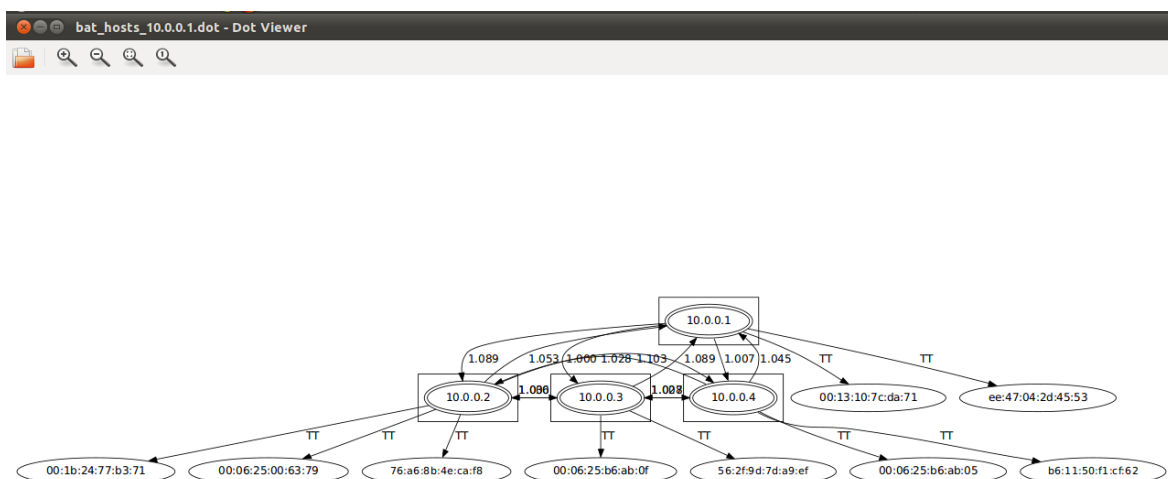 bat_hosts_10.0.0.1.dot - Dot Viewer
10.0.0.1
1.089 1.053 1.000 1.028 1.103 1.089 1.007 1.045 TT TT
10.0.0.2 10.0.0.3 10.0.0.4 00:13:10:7c:da:71 ee:47:04:2d:45:53
TT TT TT TT TT TT TT
00:1b:24:77:b3:71 00:06:25:00:63:79 76:a6:8b:4e:ca:f8 00:06:25:b6:ab:0f 56:2f:9d:7d:a9:ef 00:06:25:b6:ab:05 b6:11:50:f1:cf:62